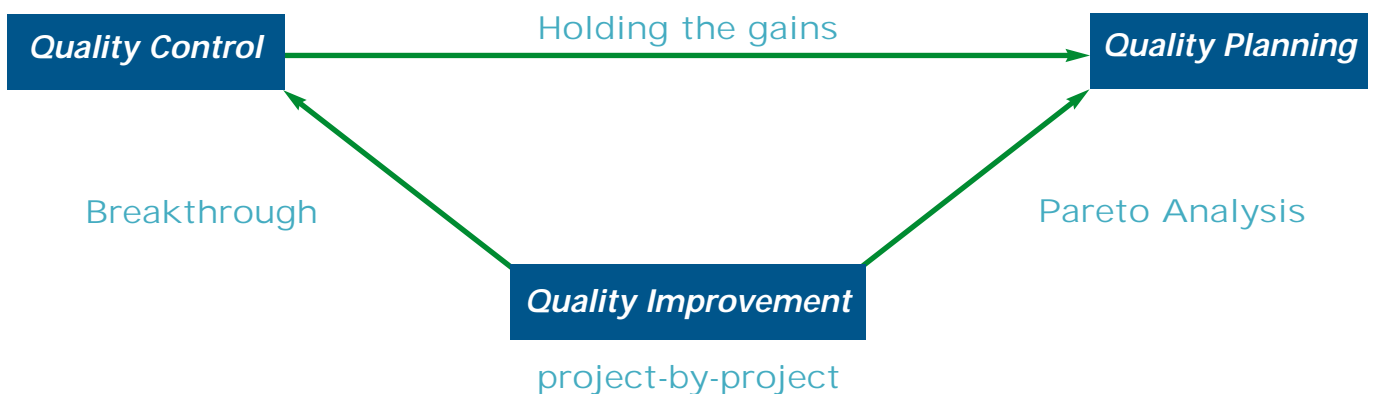 Holding the gains
Quality Control
Quality Planning
Breakthrough
Pareto Analysis
Quality Improvement
project-by-project